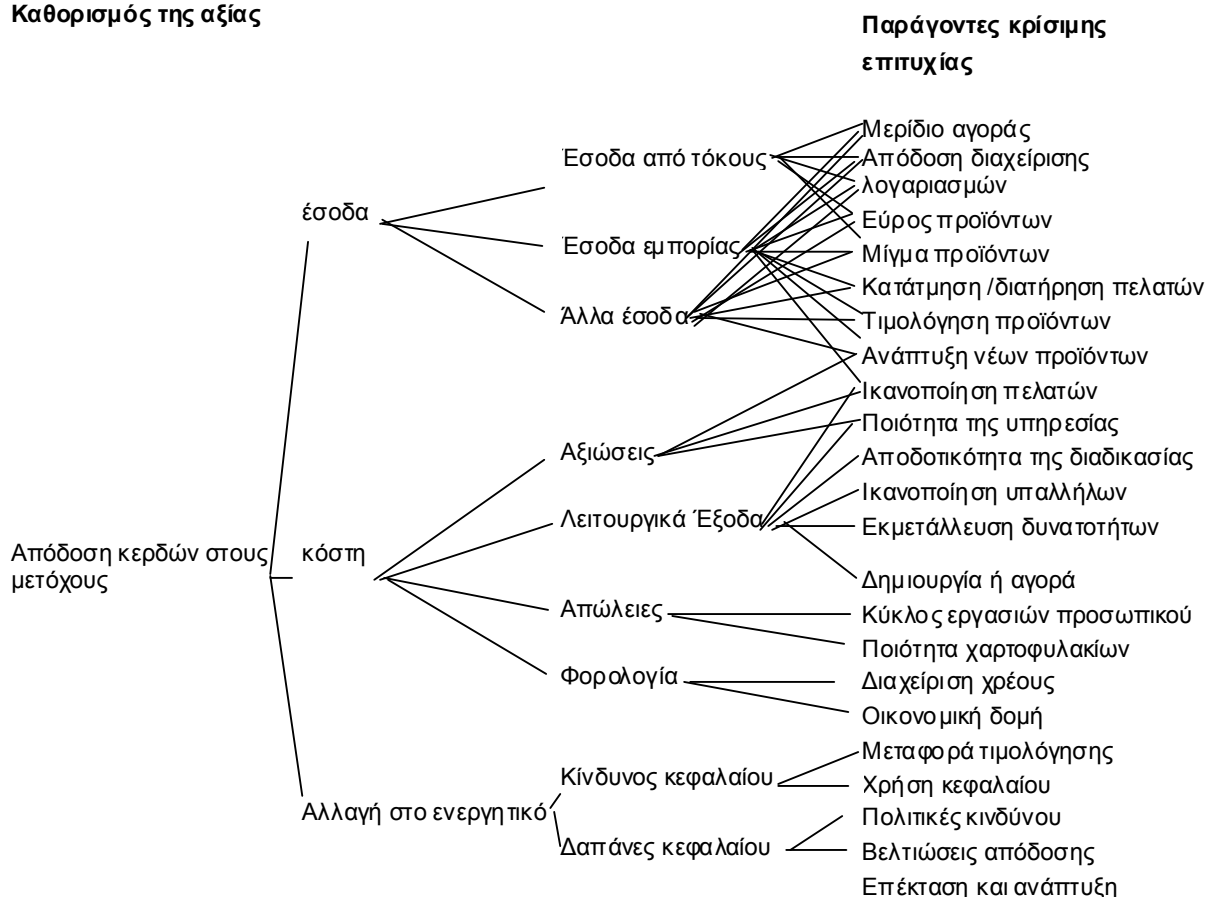 Καθορισμός της αξίας
Παράγοντες κρίσιμης
επιτυχίας
Μερίδιο αγοράς
Έσοδα από τόκους
Απόδοση διαχείρισης
λογαριασμών
έσοδα
Εύρος προϊόντων
Έσοδα εμπορίας
Μίγμα προϊόντων
Κατάτμηση /διατήρηση πελατών
Άλλα έσοδα
Τιμολόγηση προϊόντων
Ανάπτυξη νέων προϊόντων
Ικανοποίηση πελατών
Ποιότητα της υπηρεσίας
Αξιώσεις
Αποδοτικότητα της διαδικασίας
Ικανοποίηση υπαλλήλων
Λειτουργικά Έξοδα
Εκμετάλλευση δυνατοτήτων
Απόδοση κερδών στους
μετόχους
κόστη
Δημιουργία ή αγορά
Απώλειες
Κύκλος εργασιών προσωπικού
Ποιότητα χαρτοφυλακίων
Φορολογία
Διαχείριση χρέους
Οικονομική δομή
Μεταφορά τιμολόγησης
Κίνδυνος κεφαλαίου
Χρήση κεφαλαίου
Αλλαγή στο ενεργητικό
Πολιτικές κινδύνου
Δαπάνες κεφαλαίου
Βελτιώσεις απόδοσης
Επέκταση και ανάπτυξη